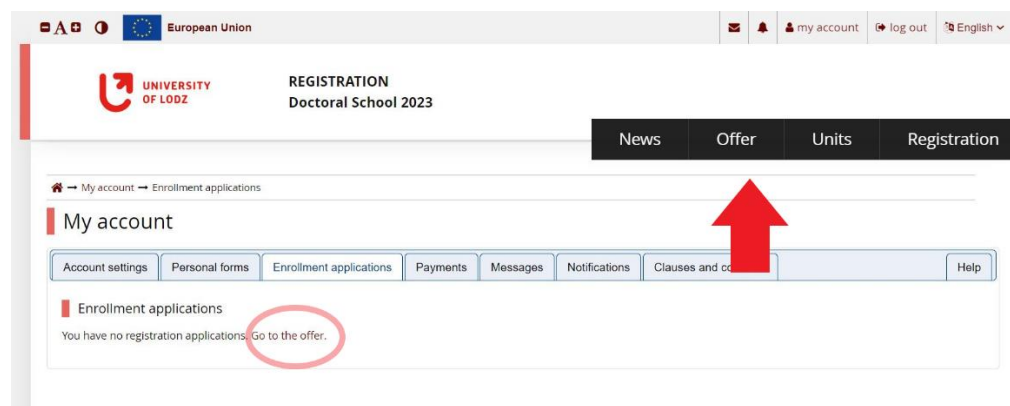 A European Union my account log out English
UNIVERSITY
OF LODZ
REGISTRATION
Doctoral School 2023
News Offer Units Registration
My account → Enrollment applications
My account
Account settings Personal forms Enrollment applications Payments Messages Notifications Clauses and Help
Enrollment applications
You have no registration applications. Go to the offer.